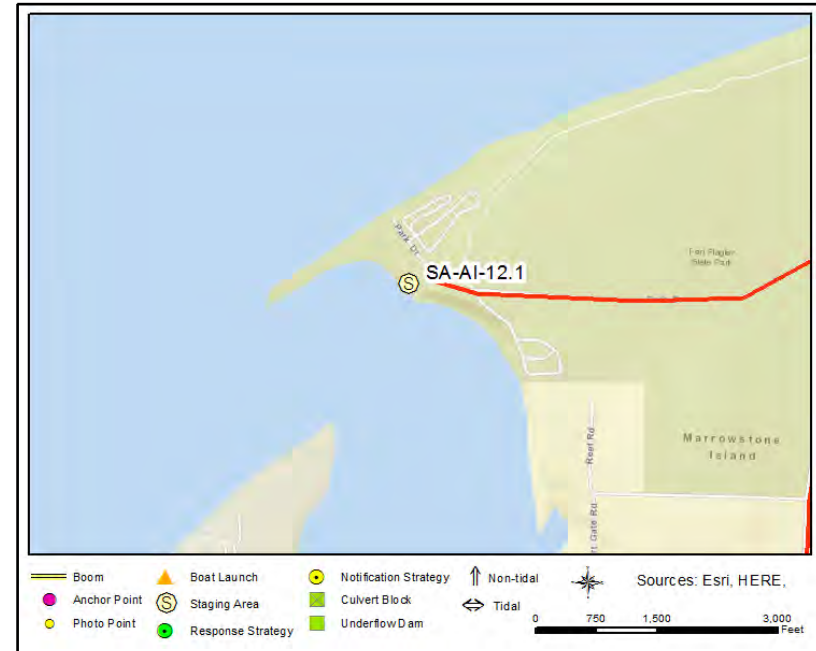 Park Dr
SA-AI-12.1
Fort Flagler
State Park
Marrowstone
Island
Reef Rd
Gate Rd
Boom
Boat Launch
Notification Strategy
Non-tidal
Sources: Esri, HERE,
Anchor Point
S Staging Area
Culvert Block
Tidal
Photo Point
Response Strategy
Underflow Dam
0 750 1,500 3,000
Feet